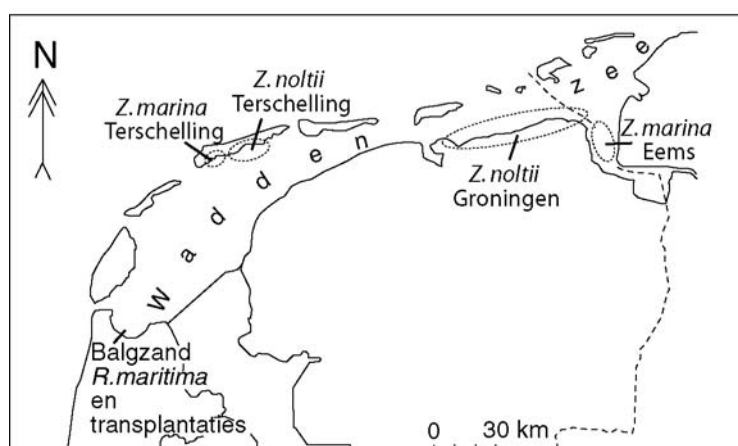 N
Z. marina
Terschelling
Z. noltii
Terschelling
Wadden zee
Z. marina
Eems
Z. noltii
Groningen
Balgzand
R.maritima
en
transplantaties
0 30 km